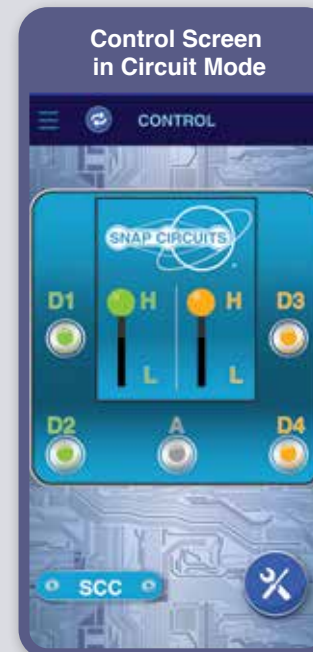 Control Screen
in Circuit Mode
CONTROL
SNAP CIRCUITS
D1 H H D3
L L
D2 A D4
SCC